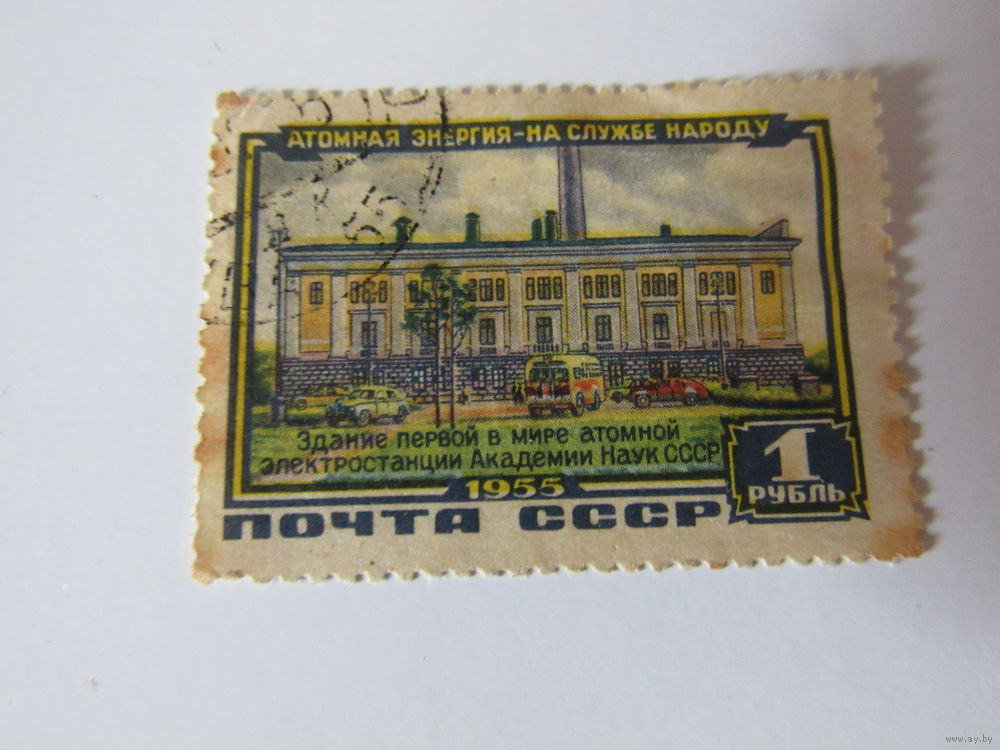 АТОМНАЯ ЭНЕРГИЯ-НА СЛУЖБЕ НАРОДУ
Здание первой в мире атомной
электростанции Академии Наук СССР
1955
1
РУБЛЬ
ПОЧТА СССР
www.ay.by